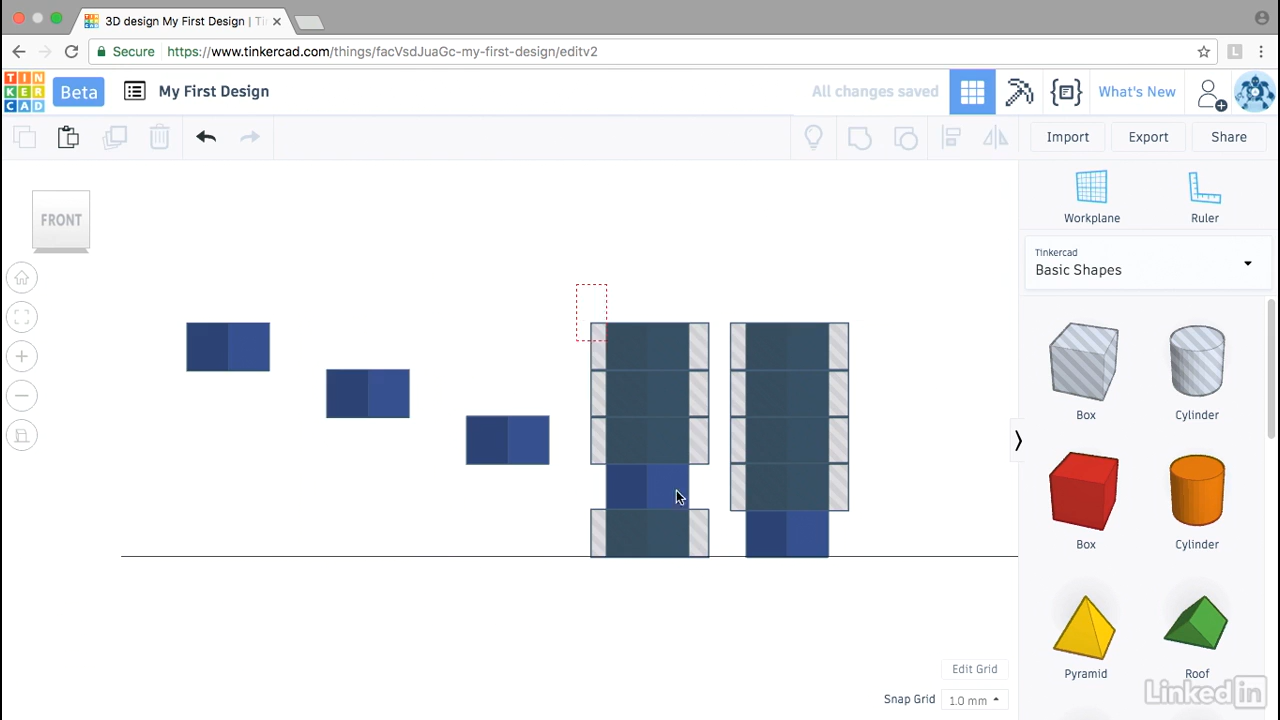 3D design My First Design | Ti
Secure
https://www.tinkercad.com/things/facVsdJuaGc-my-first-design/editv2
L
TIN
KER
CAD
Beta
My First Design
All changes saved
What's New
Import
Export
Share
FRONT
Workplane
Ruler
Tinkercad
Basic Shapes
Box
Cylinder
Box
Cylinder
Pyramid
Roof
Edit Grid
Snap Grid
1.0 mm
LinkedIn